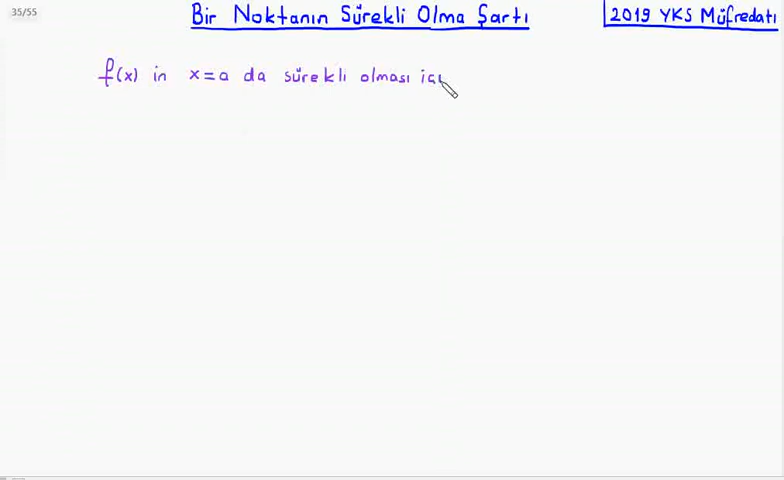 35/55
Bir Noktanın Sürekli Olma Şartı
2019 YKS Müfredatı
f(x) in x=a da sürekli olması